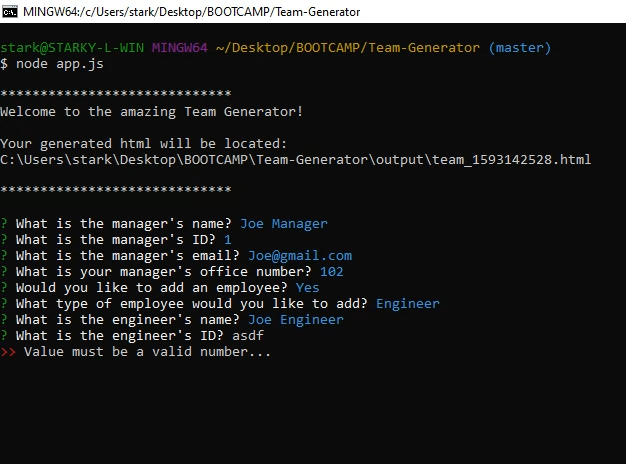 MINGW64:/c/Users/stark/Desktop/BOOTCAMP/Team-Generator
stark@STARKY-L-WIN MINGW64 ~/Desktop/BOOTCAMP/Team-Generator (master)
$ node app.js
*****************************
Welcome to the amazing Team Generator!
Your generated html will be located:
C:\Users\stark\Desktop\BOOTCAMP\Team-Generator\output\team_1593142528.html
*****************************
? What is the manager's name? Joe Manager
? What is the manager's ID? 1
? What is the manager's email? Joe@gmail.com
? What is your manager's office number? 102
? Would you like to add an employee? Yes
? What type of employee would you like to add? Engineer
? What is the engineer's name? Joe Engineer
? What is the engineer's ID? asdf
>> Value must be a valid number...